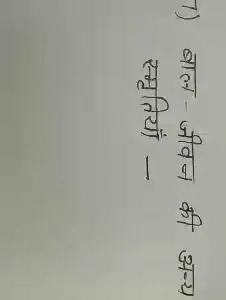 7) बाल - जीवन की अन्य
स्मृतियाँ —